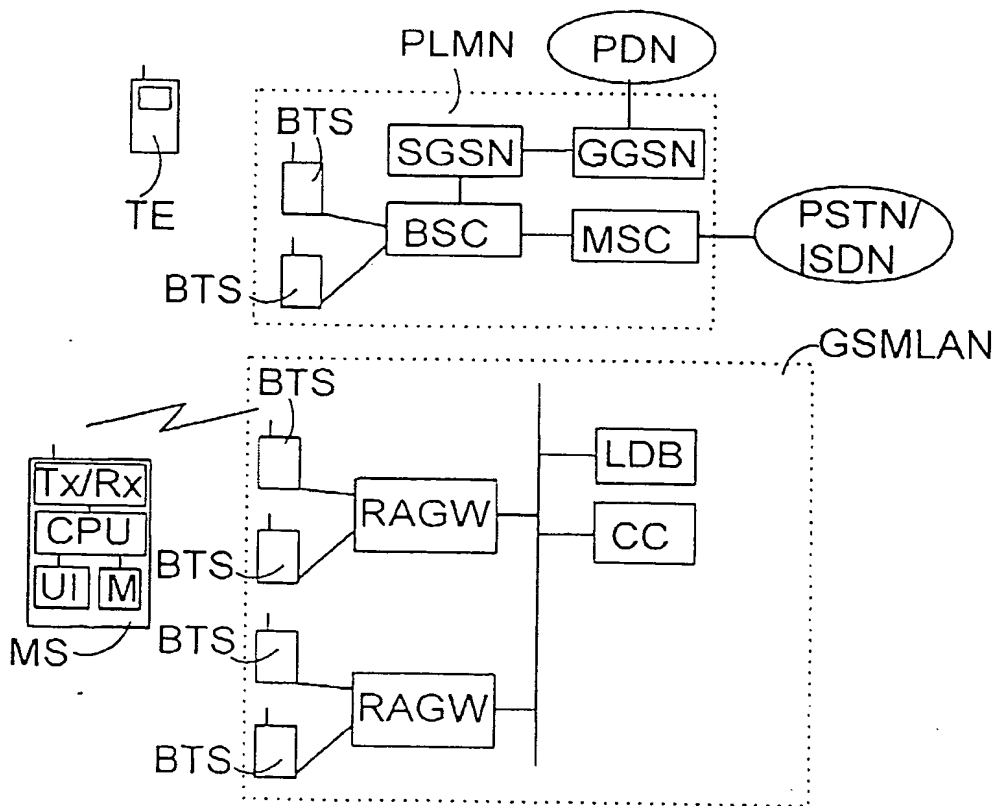 PLMN
PDN
BTS
SGSN
GGSN
TE
BSC
MSC
PSTN/
ISDN
BTS
GSMLAN
BTS
Tx/Rx
LDB
CPU
RAGW
CC
BTS
UI
M
MS
BTS
RAGW
BTS